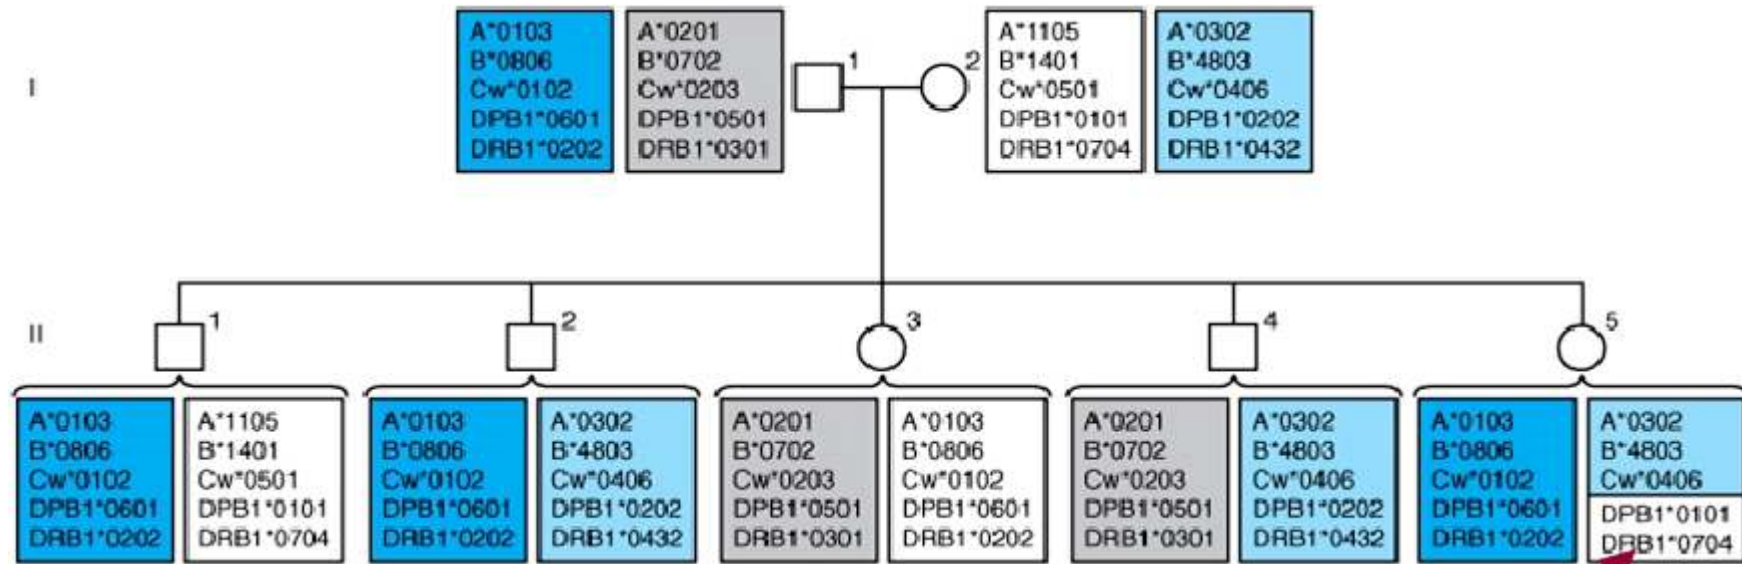 I
A*0103
B*0806
Cw*0102
DPB1*0601
DRB1*0202
A*0201
B*0702
Cw*0203
DPB1*0501
DRB1*0301
1
2
A*1105
B*1401
Cw*0501
DPB1*0101
DRB1*0704
A*0302
B*4803
Cw*0406
DPB1*0202
DRB1*0432
II
1
2
3
4
5
A*0103
B*0806
Cw*0102
DPB1*0601
DRB1*0202
A*1105
B*1401
Cw*0501
DPB1*0101
DRB1*0704
A*0103
B*0806
Cw*0102
DPB1*0601
DRB1*0202
A*0302
B*4803
Cw*0406
DPB1*0202
DRB1*0432
A*0201
B*0702
Cw*0203
DPB1*0501
DRB1*0301
A*0103
B*0806
Cw*0102
DPB1*0601
DRB1*0202
A*0201
B*0702
Cw*0203
DPB1*0501
DRB1*0301
A*0302
B*4803
Cw*0406
DPB1*0202
DRB1*0432
A*0103
B*0806
Cw*0102
DPB1*0601
DRB1*0202
A*0302
B*4803
Cw*0406
DPB1*0101
DRB1*0704